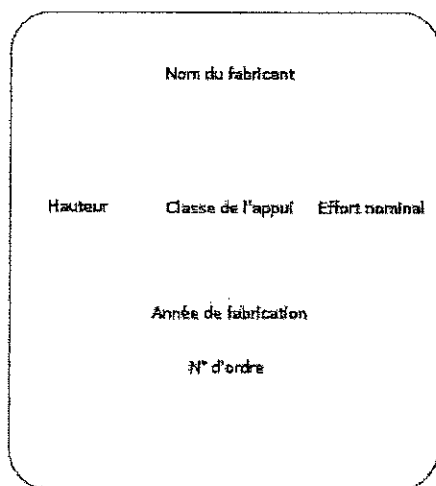 Nom du fabricant
Hauteur Classe de l'appui Effort nominal
Année de fabrication
N° d'ordre